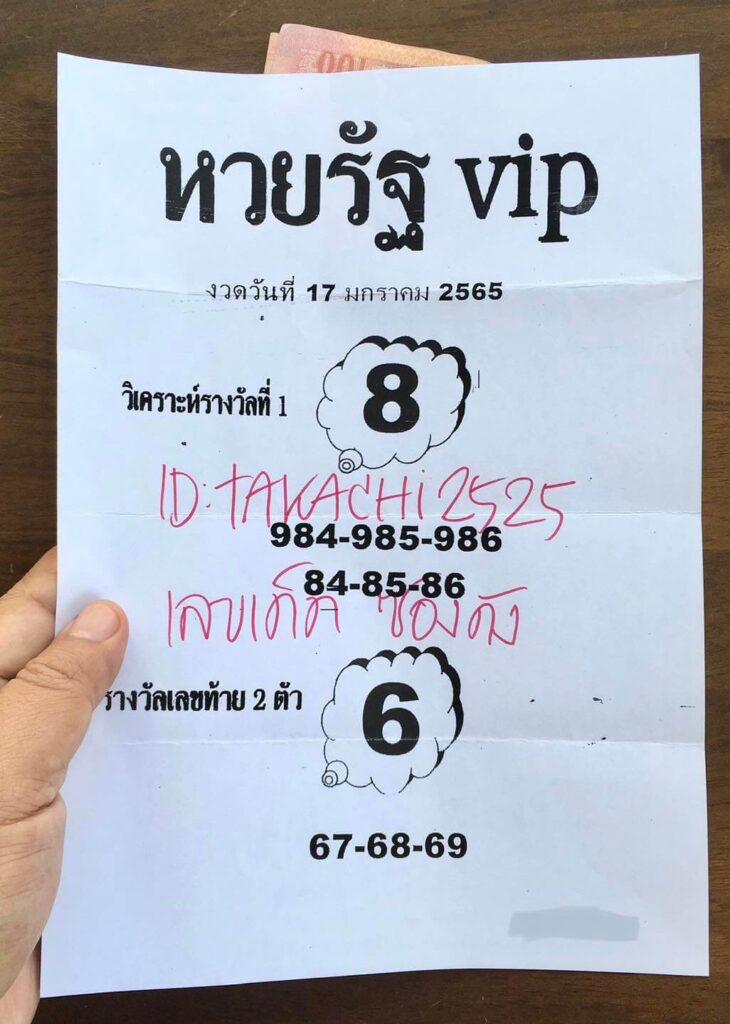 100
หวยรัฐ vip
งวดวันที่ 17 มกราคม 2565
วิเคราะห์รางวัลที่ 1
8
ID:TAKACHi2525
984-985-986
84-85-86
เลขเด็ด ซองดัง
รางวัลเลขท้าย 2 ตัว
6
67-68-69